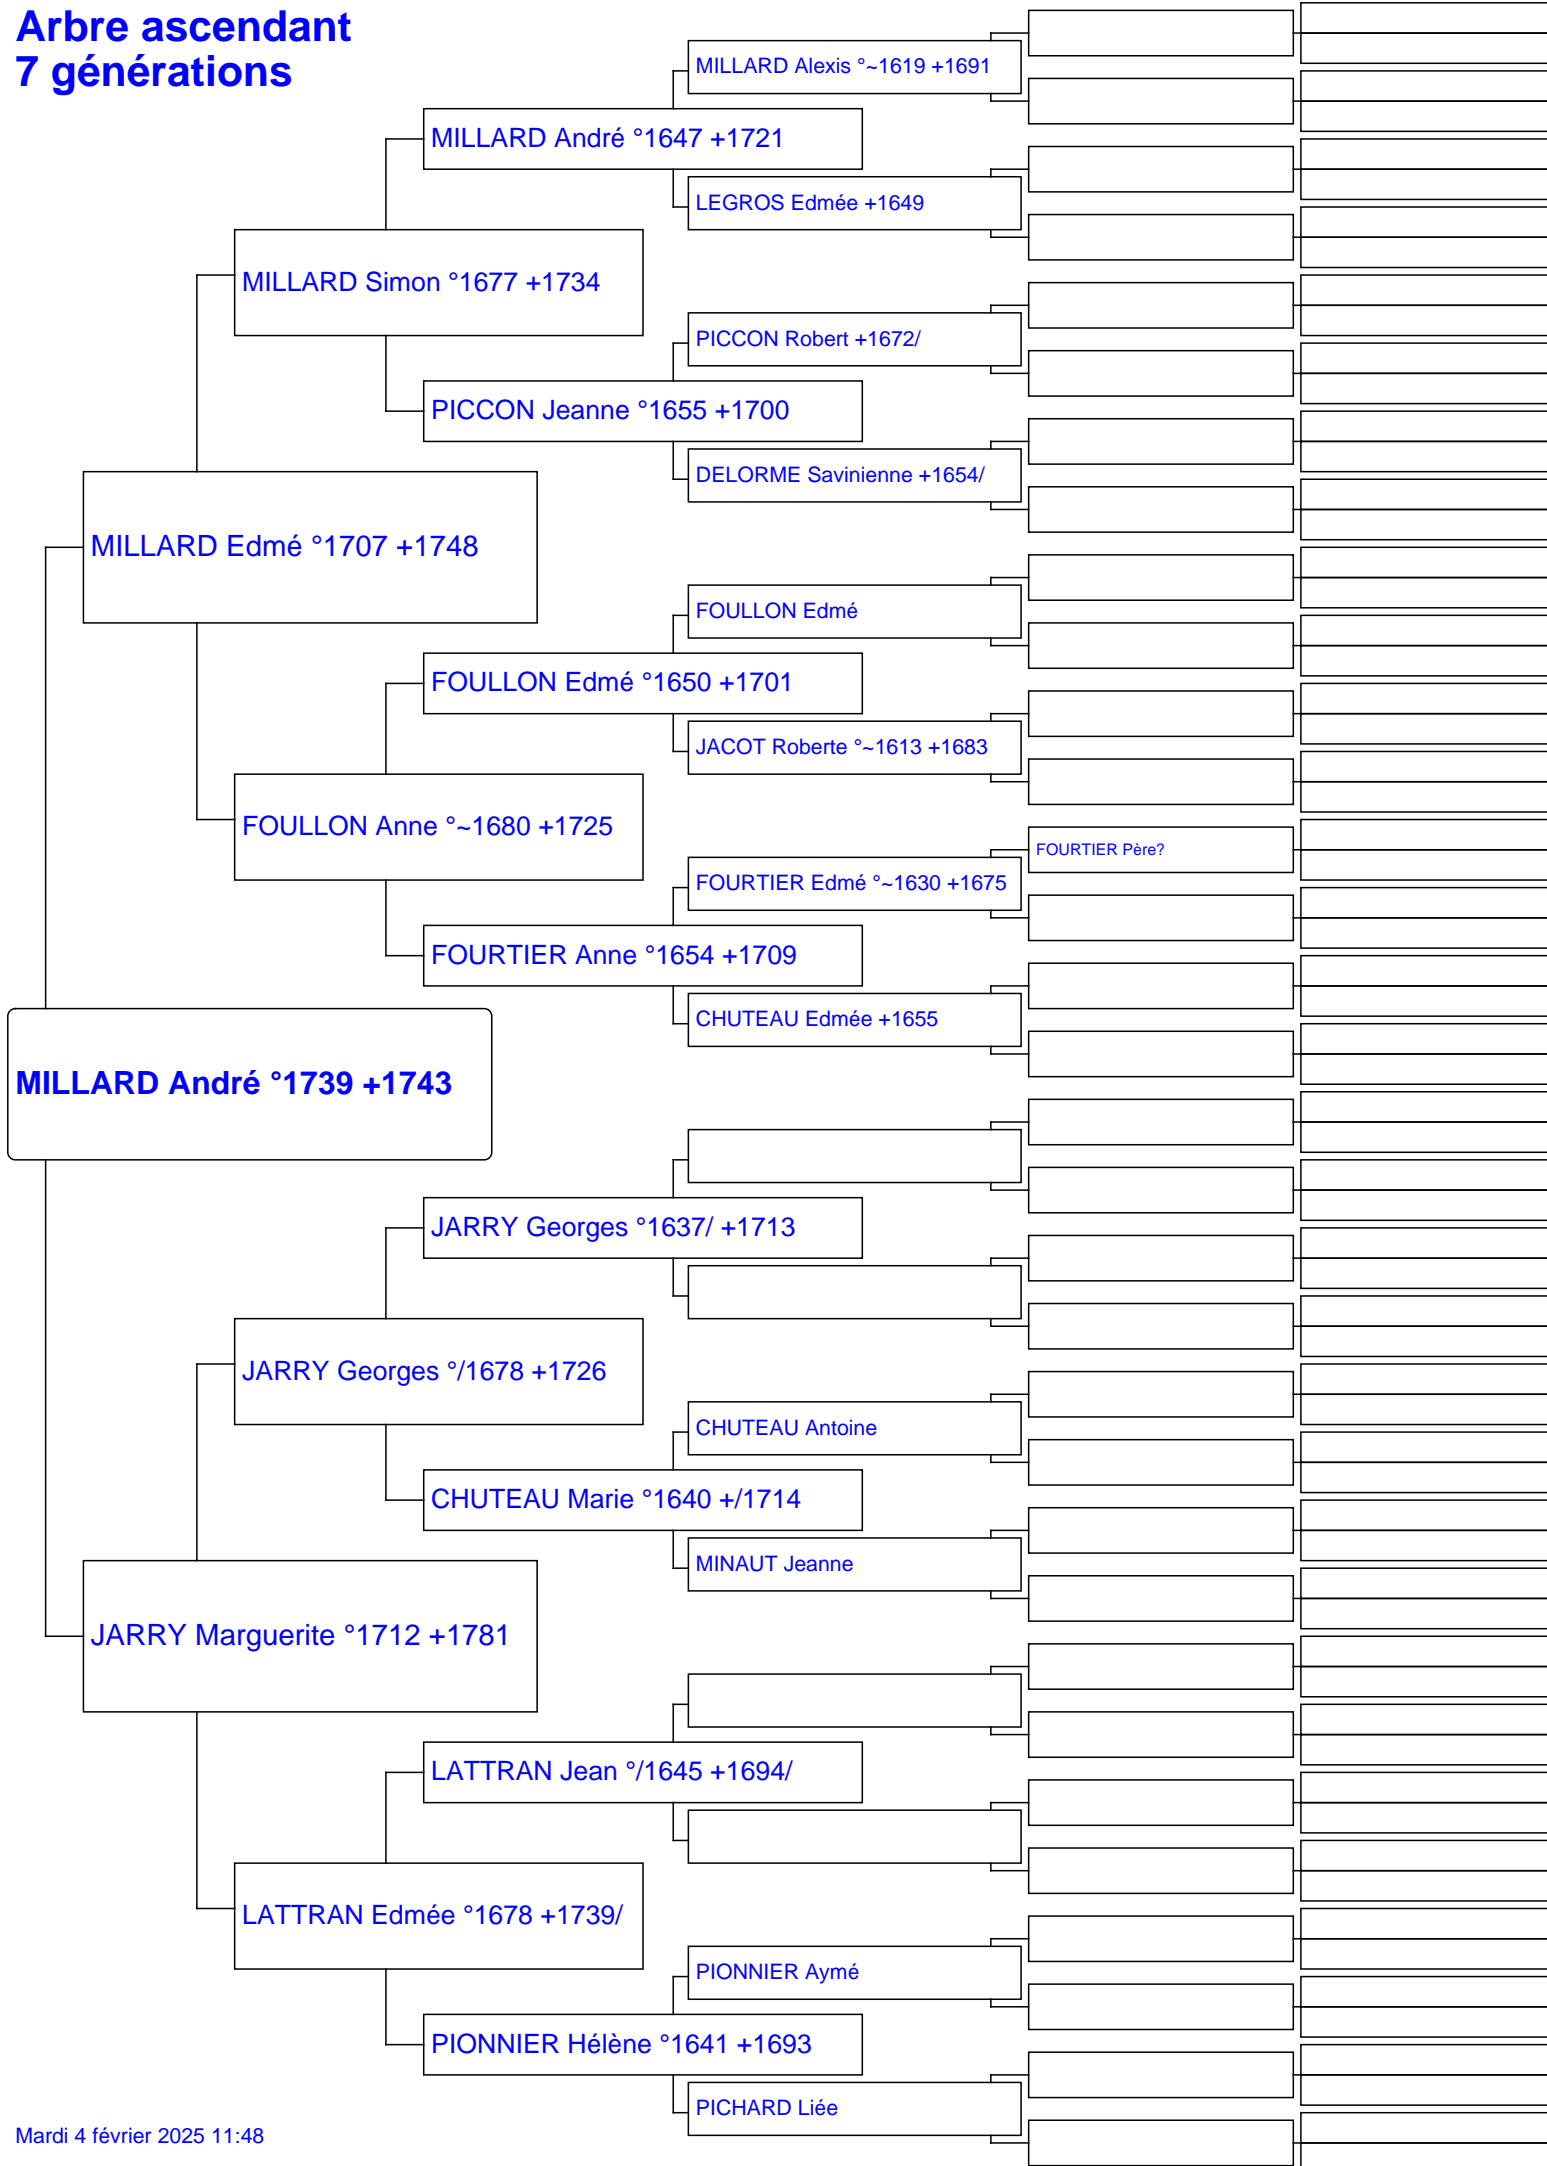 Arbre ascendant
7 générations
MILLARD Alexis °~1619 +1691
MILLARD André °1647 +1721
LEGROS Edmée +1649
MILLARD Simon °1677 +1734
PICCON Robert +1672/
PICCON Jeanne °1655 +1700
DELORME Savinienne +1654/
MILLARD Edmé °1707 +1748
FOULLON Edmé
FOULLON Edmé °1650 +1701
JACOT Roberte °~1613 +1683
FOULLON Anne °~1680 +1725
FOURTIER Père?
FOURTIER Edmé °~1630 +1675
FOURTIER Anne °1654 +1709
CHUTEAU Edmée +1655
MILLARD André °1739 +1743
JARRY Georges °1637/ +1713
JARRY Georges °/1678 +1726
CHUTEAU Antoine
CHUTEAU Marie °1640 +/1714
MINAUT Jeanne
JARRY Marguerite °1712 +1781
LATTRAN Jean °/1645 +1694/
LATTRAN Edmée °1678 +1739/
PIONNIER Aymé
PIONNIER Hélène °1641 +1693
PICHARD Liée
Mardi 4 février 2025 11:48